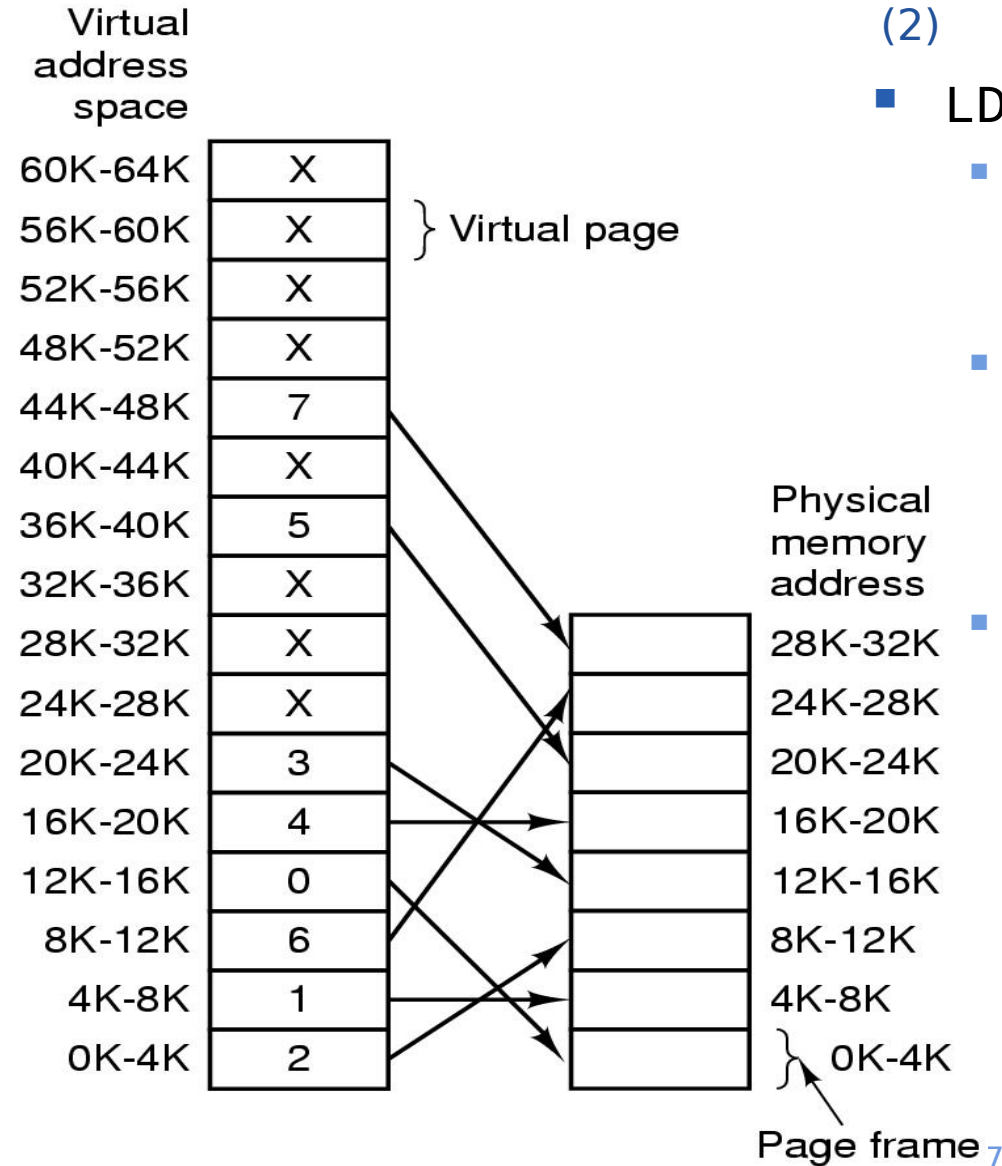 Virtual
address
space
(2)
LD
60K-64K X
56K-60K X Virtual page
52K-56K X
48K-52K X
44K-48K 7
40K-44K X
36K-40K 5
32K-36K X
28K-32K X
24K-28K X
20K-24K 3
16K-20K 4
12K-16K 0
8K-12K 6
4K-8K 1
0K-4K 2
Physical
memory
address
28K-32K
24K-28K
20K-24K
16K-20K
12K-16K
8K-12K
4K-8K
0K-4K
Page frame
7